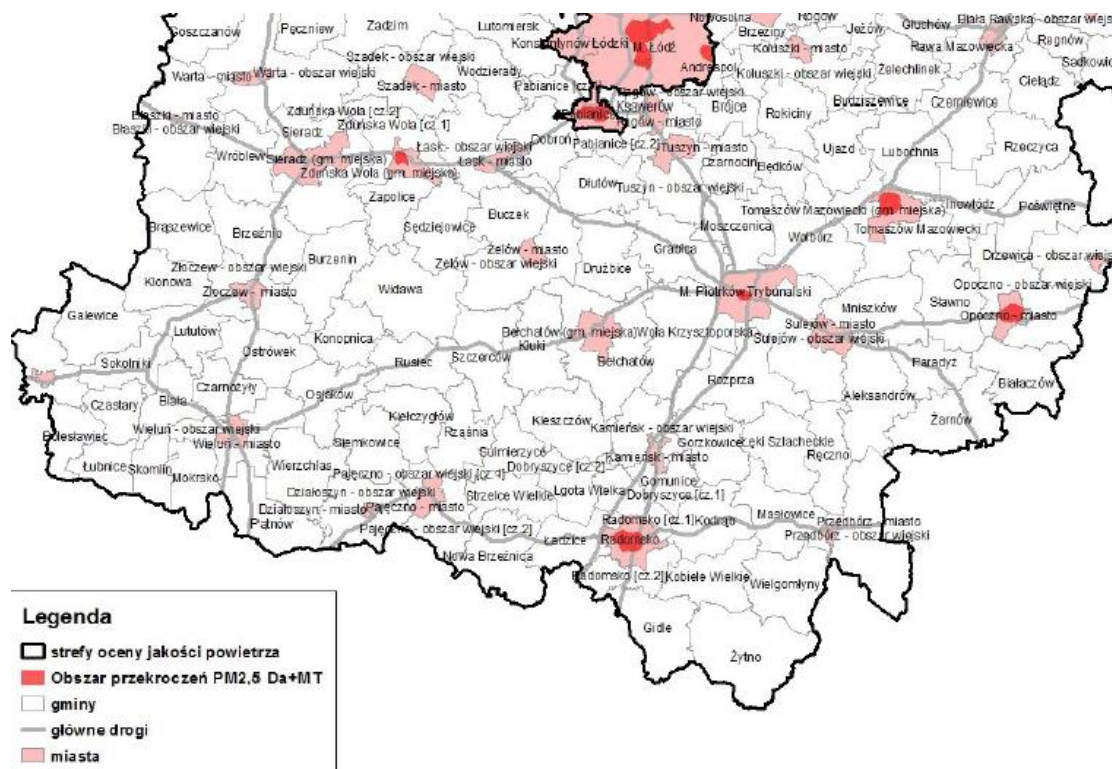 Pęczniew
Zadzim
Lutomiersk
Nowosolna
Rogów
Głuchów
Biała Rawska - obszar wiejski
Goszczanów
Konstantynów Łódzki
M. Łódź
Brzeziny
Koluszki - miasto
Jeżów
Rawa Mazowiecka
Regnów
Szadek - obszar wiejski
Wodzierady
Andrespol
Żelechlinek
Sadkowice
Warta - miasto
Warta - obszar wiejski
Szadek - miasto
Pabianice [cz.
Koluszki - obszar wiejski
Cielądz
Rzgów - obszar wiejski
Ksawerów
Brójce
Budziszewice
Czerniewice
Zduńska Wola [cz.2]
Pabianice
Rzgów - miasto
Rokiciny
Błaszki - miasto
Zduńska Wola [cz.1]
Błaszki - obszar wiejski
Sieradz
Dobroń
Pabianice [cz.2]
Tuszyn - miasto
Ujazd
Lubochnia
Rzeczyca
Wróblew
Łask - obszar wiejski
Czarnocin
Będków
Sieradz (gm. miejska)
Łask - miasto
Zduńska Wola (gm. miejska)
Dłutów
Tuszyn - obszar wiejski
Zapolice
Moszczenica
Tomaszów Mazowiecki (gm. miejska)
Inowłódz
Poświętne
Buczek
Brąszewice
Sędziejowice
Tomaszów Mazowiecki
Brzeźnio
Grabica
Wolbórz
Zelów - miasto
Drzewica - obszar wiejski
Burzenin
Zelów - obszar wiejski
Drużbice
Złoczew - obszar wiejski
Klonowa
Widawa
Opoczno - obszar wiejski
Złoczew - miasto
M. Piotrków Trybunalski
Mniszków
Sławno
Galewice
Opoczno - miasto
Lututów
Konopnica
Bełchatów (gm. miejska)
Wola Krzysztoporska
Sulejów - miasto
Kluki
Sulejów - obszar wiejski
Sokolniki
Ostrówek
Rusiec
Szczerców
Bełchatów
Paradyż
Rozprza
Białaczów
Czarnożyły
Osjaków
Aleksandrów
Czastary
Biała
Kiełczygłów
Kleszczów
Żarnów
Bolesławiec
Wieluń - obszar wiejski
Rząśnia
Kamieńsk - obszar wiejski
Wieluń - miasto
Siemkowice
Sulmierzyce
Gorzkowice
Łęki Szlacheckie
Łubnice
Skomlin
Wierzchlas
Pajęczno - obszar wiejski [cz.1]
Dobryszyce [cz.2]
Kamieńsk - miasto
Ręczno
Mokrsko
Działoszyn - obszar wiejski
Strzelce Wielkie
Lgota Wielka
Gomunice
Dobryszyce [cz.1]
Działoszyn - miasto
Pajęczno - miasto
Masłowice
Pątnów
Pajęczno - obszar wiejski [cz.2]
Radomsko [cz.1]
Kodrąb
Przedbórz - miasto
Ładzice
Radomsko
Przedbórz - obszar wiejski
Nowa Brzeźnica
Radomsko [cz.2]
Kobiele Wielkie
Wielgomłyny
Gidle
Żytno
Legenda
strefy oceny jakości powietrza
Obszar przekroczeń PM2,5 Da+MT
gminy
główne drogi
miasta